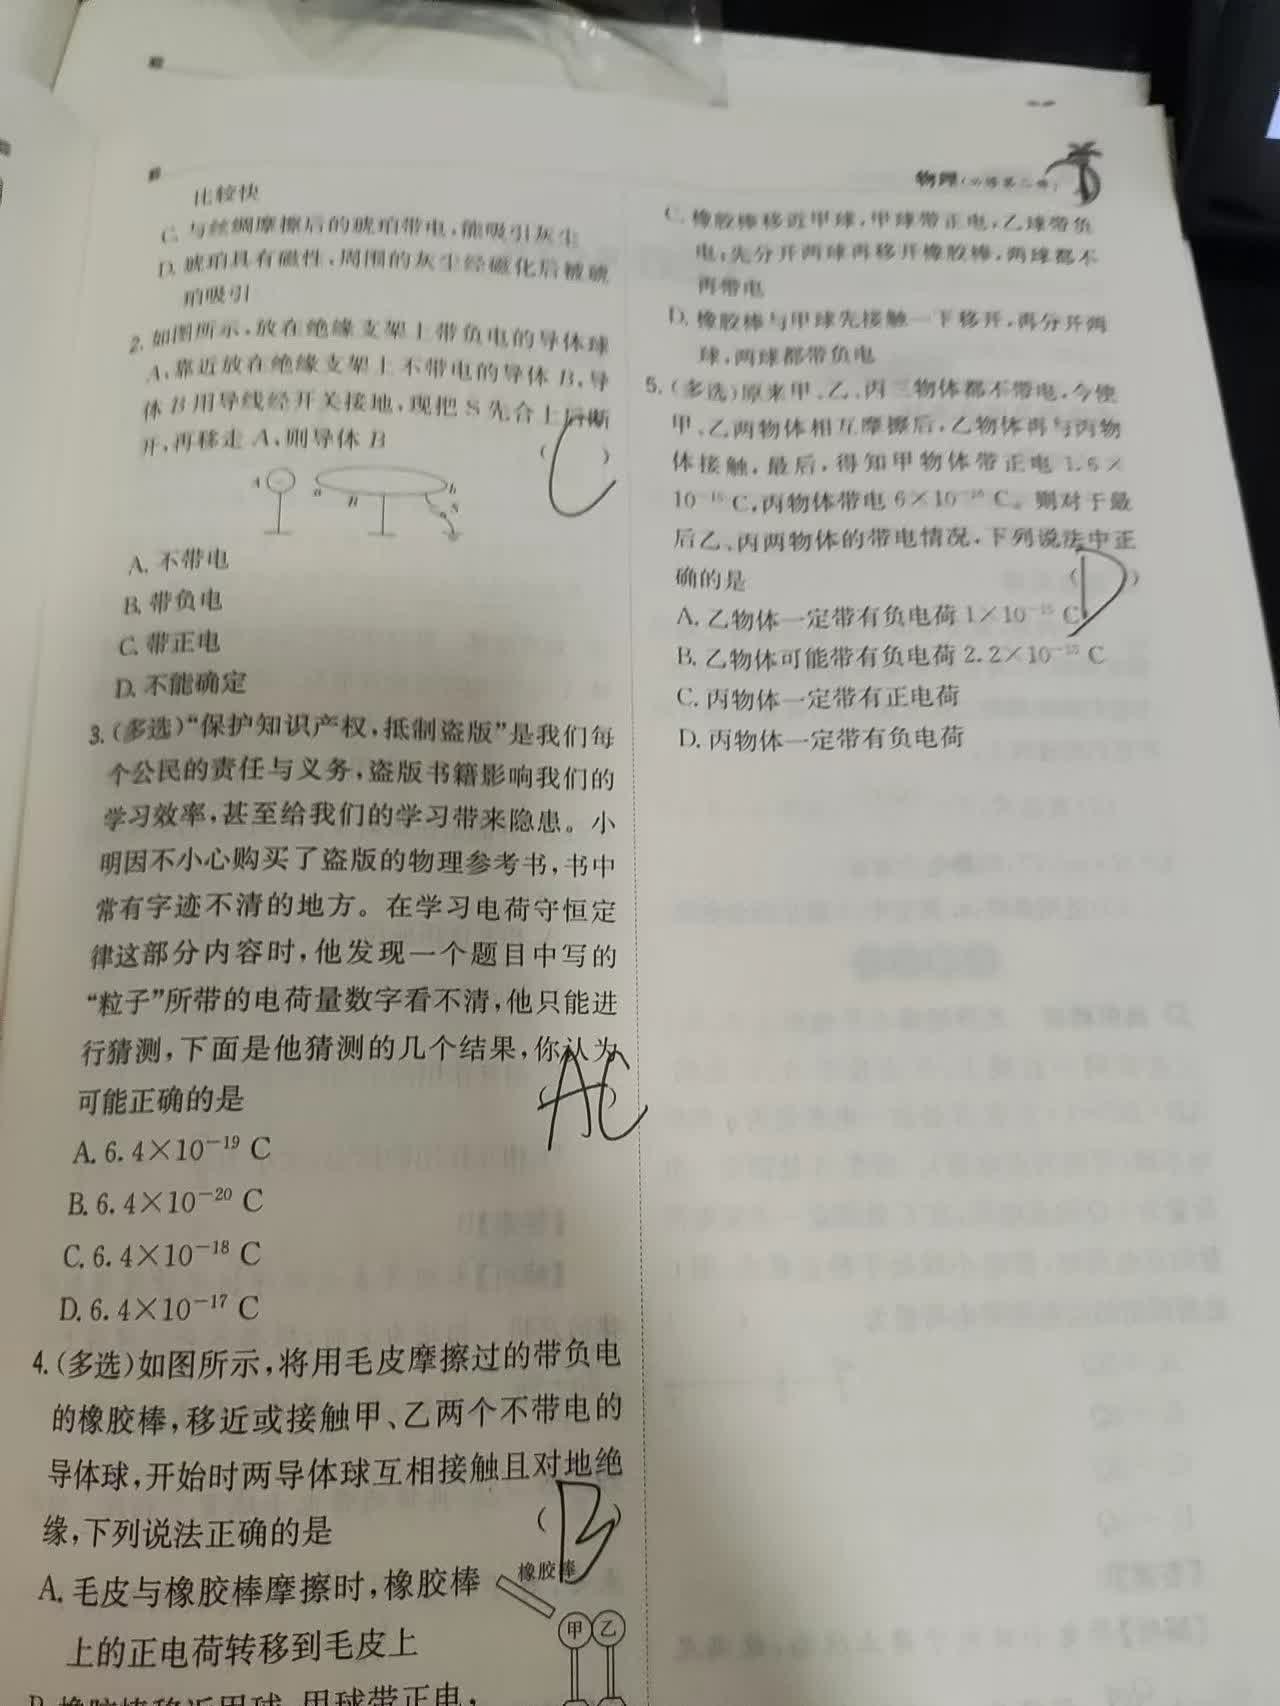 物理
比较快
C. 与丝绸摩擦后的琥珀带电,能吸引灰尘
D. 琥珀具有磁性,周围的灰尘经磁化后被琥
珀吸引
2. 如图所示,放在绝缘支架上带负电的导体球
A,靠近放在绝缘支架上不带电的导体 B,导
体 B 用导线经开关接地,现把 S 先合上后断
开,再移走 A,则导体 B
( C )
A
a
B
b
S
A. 不带电
B. 带负电
C. 带正电
D. 不能确定
3. (多选)“保护知识产权,抵制盗版”是我们每
个公民的责任与义务,盗版书籍影响我们的
学习效率,甚至给我们的学习带来隐患。小
明因不小心购买了盗版的物理参考书,书中
常有字迹不清的地方。在学习电荷守恒定
律这部分内容时,他发现一个题目中写的
“粒子”所带的电荷量数字看不清,他只能进
行猜测,下面是他猜测的几个结果,你认为
可能正确的是
( AC )
A. 6.4×10⁻¹⁹ C
B. 6.4×10⁻²⁰ C
C. 6.4×10⁻¹⁸ C
D. 6.4×10⁻¹⁷ C
4. (多选)如图所示,将用毛皮摩擦过的带负电
的橡胶棒,移近或接触甲、乙两个不带电的
导体球,开始时两导体球互相接触且对地绝
缘,下列说法正确的是
( B )
A. 毛皮与橡胶棒摩擦时,橡胶棒
上的正电荷转移到毛皮上
橡胶棒
甲 乙
B. 橡胶棒移近甲球,甲球带正电,
C. 橡胶棒移近甲球,甲球带正电,乙球带负
电;先分开两球再移开橡胶棒,两球都不
再带电
D. 橡胶棒与甲球先接触一下移开,再分开两
球,两球都带负电
5. (多选)原来甲、乙、丙三物体都不带电,今使
甲、乙两物体相互摩擦后,乙物体再与丙物
体接触,最后,得知甲物体带正电 1.6×
10⁻¹⁵ C,丙物体带电 6×10⁻¹⁶ C。则对于最
后乙、丙两物体的带电情况,下列说法中正
确的是
( D )
A. 乙物体一定带有负电荷 1×10⁻¹⁵ C
B. 乙物体可能带有负电荷 2.2×10⁻¹⁵ C
C. 丙物体一定带有正电荷
D. 丙物体一定带有负电荷